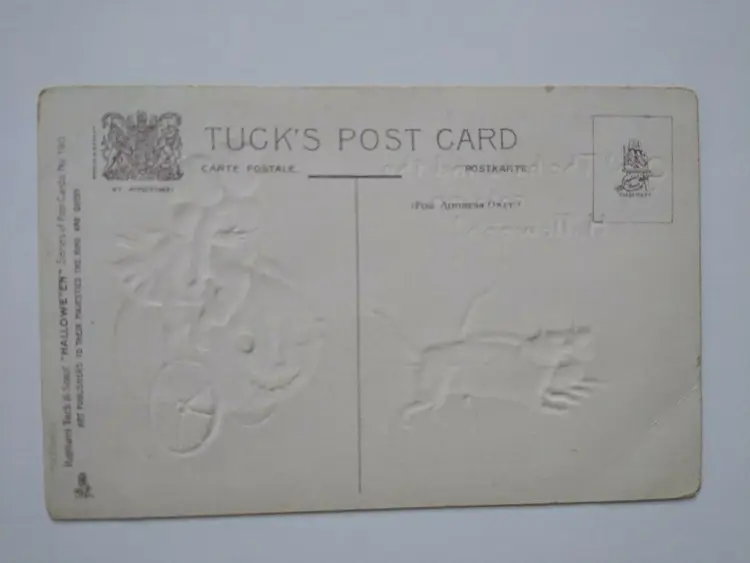 TUCK'S POST CARD
CARTE POSTALE.
POSTKARTE
(FOR ADDRESS ONLY)
BY APPOINTMENT
Raphael Tuck & Sons' "HALLOWE'EN" Series of Post Cards No.
ART PUBLISHERS TO THEIR MAJESTIES THE KING AND QUEEN